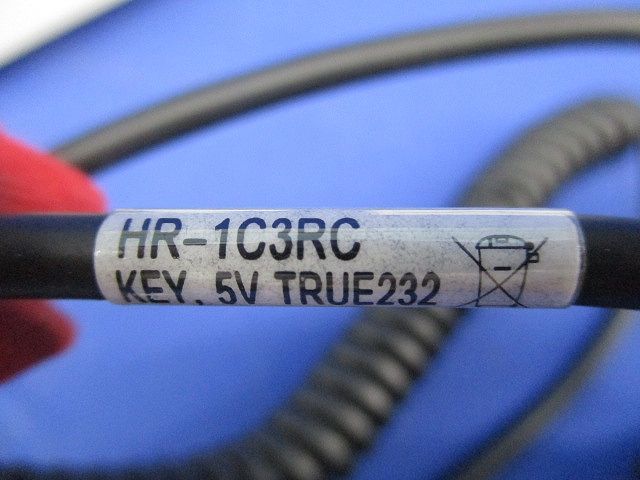 HR-1C3RC
KEY, 5V TRUE232